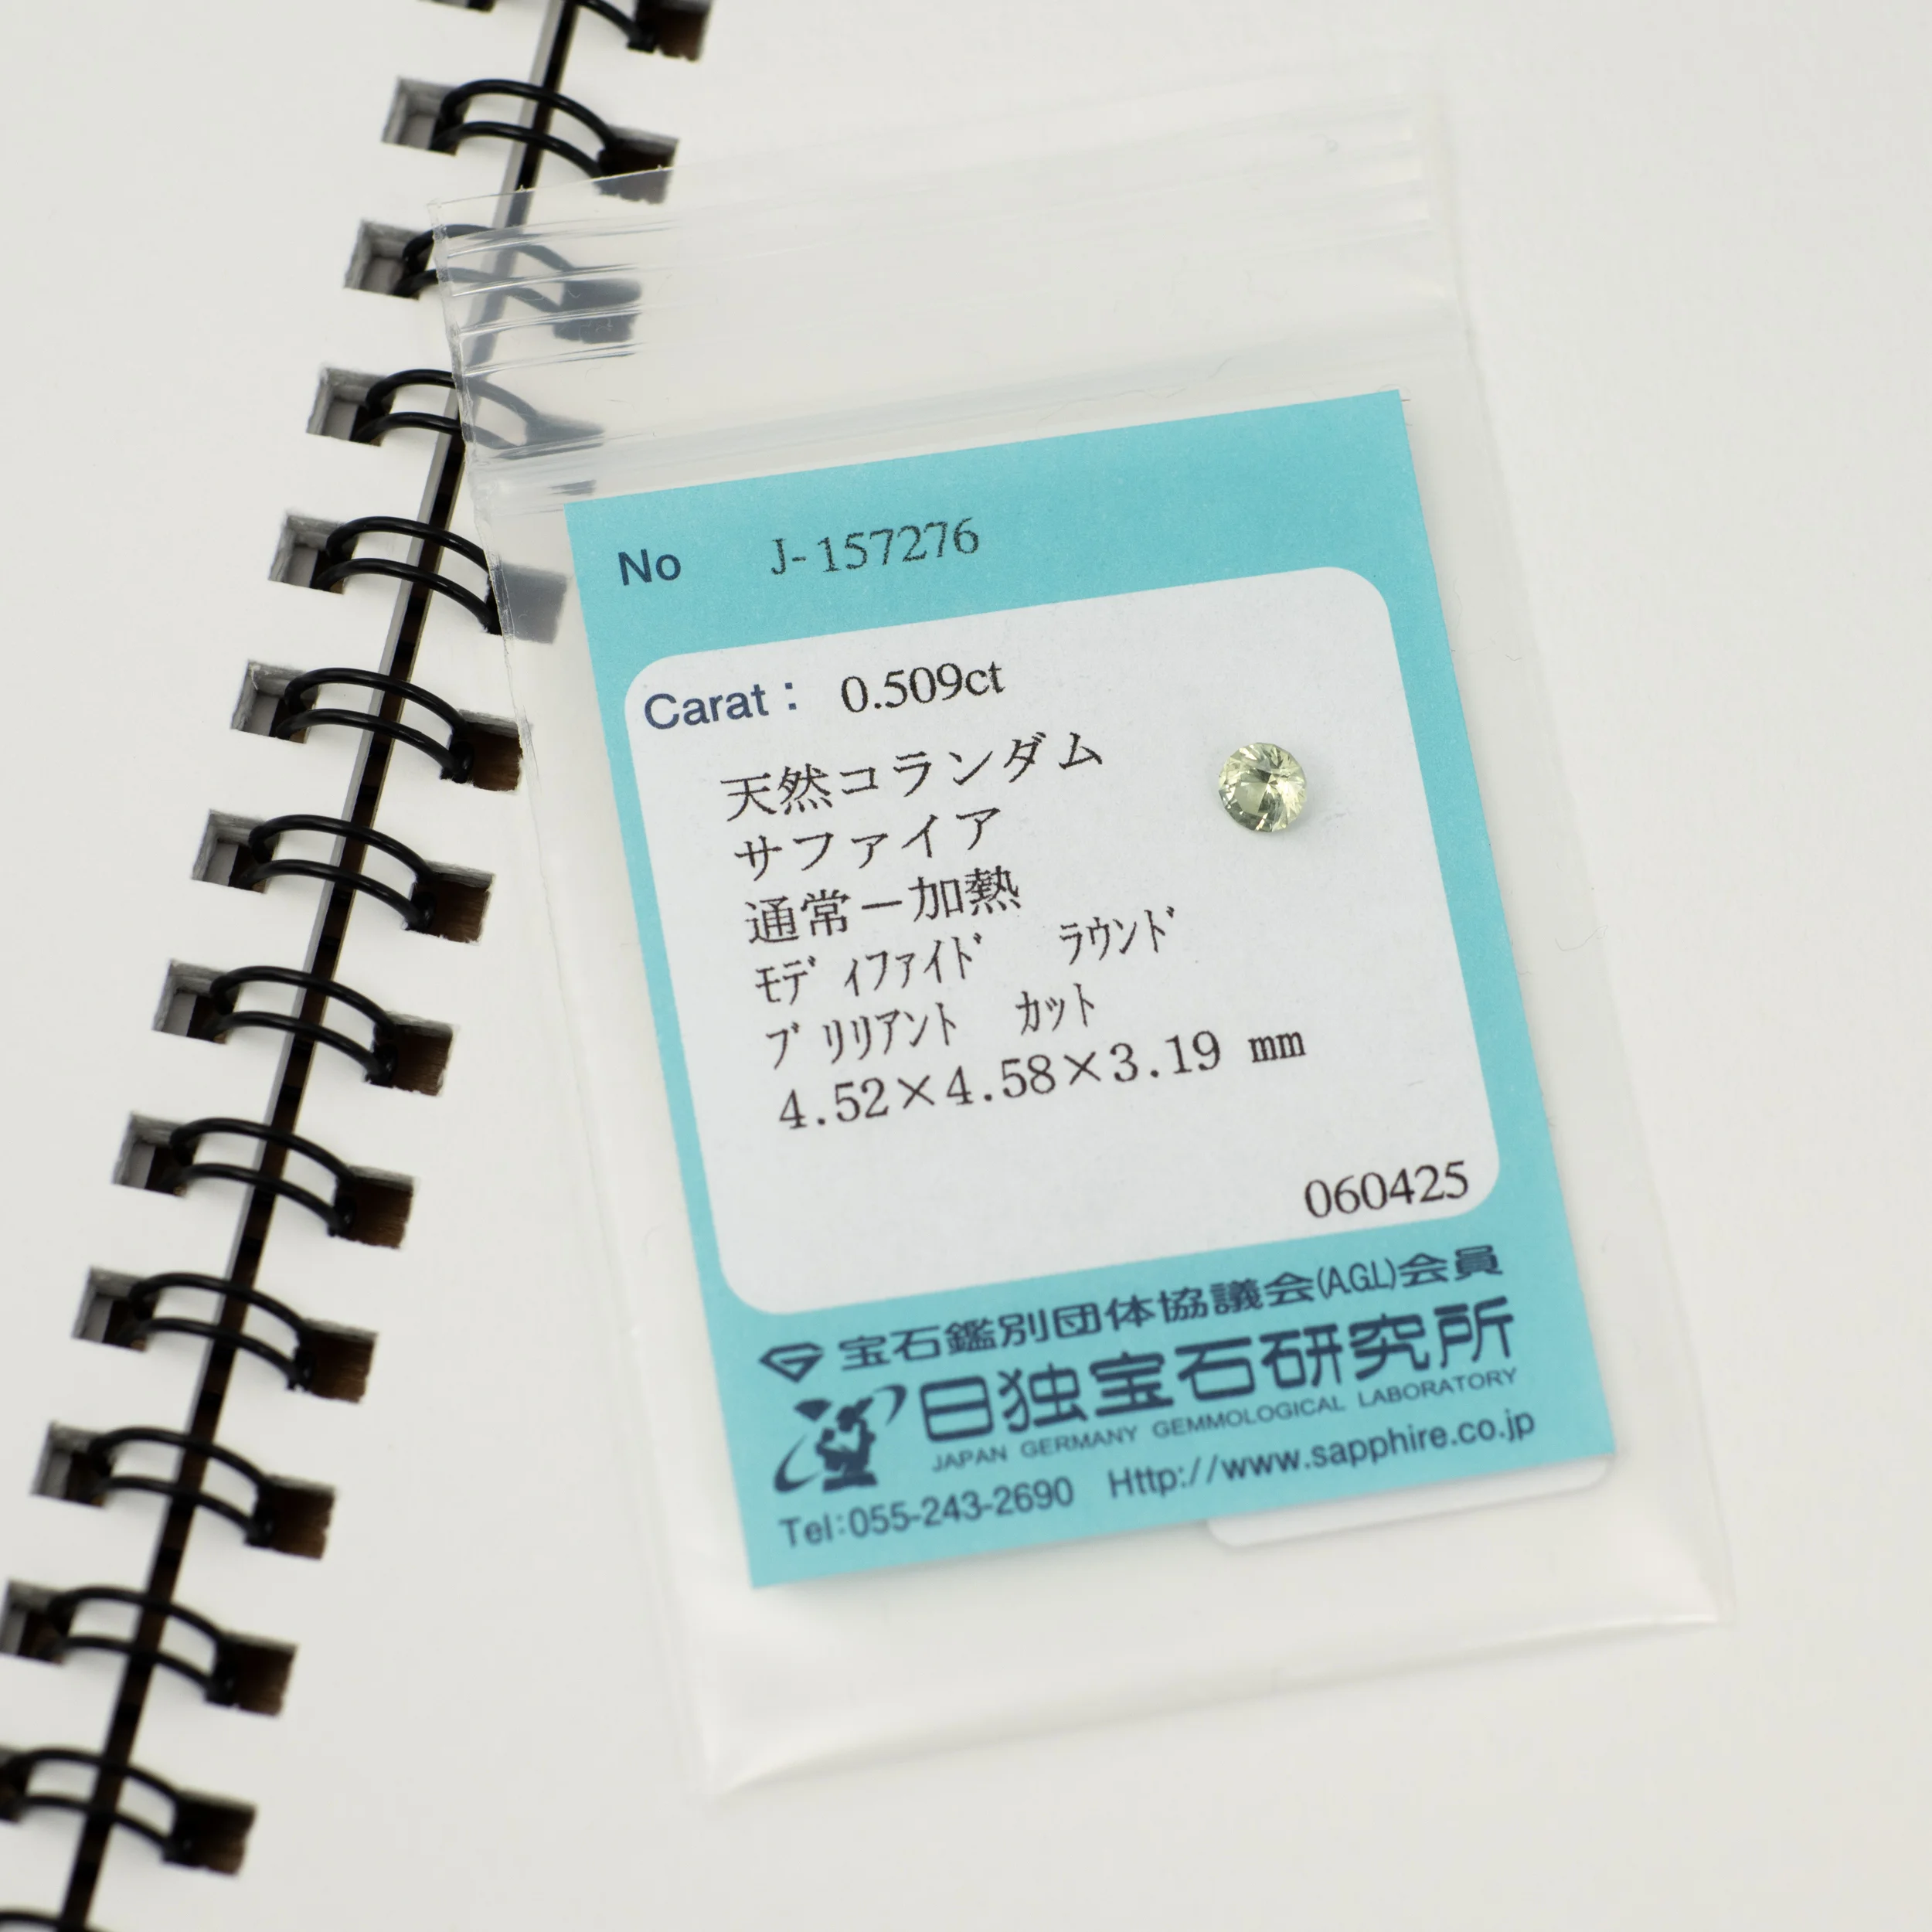 No J-157276
Carat: 0.509ct
天然コランダム
サファイア
通常－加熱
ﾓﾃﾞｨﾌｧｲﾄﾞ ﾗｳﾝﾄﾞ
ﾌﾞﾘﾘｱﾝﾄ ｶｯﾄ
4.52×4.58×3.19 mm
060425
宝石鑑別団体協議会(AGL)会員
日独宝石研究所
JAPAN GERMANY GEMMOLOGICAL LABORATORY
Tel:055-243-2690 Http://www.sapphire.co.jp